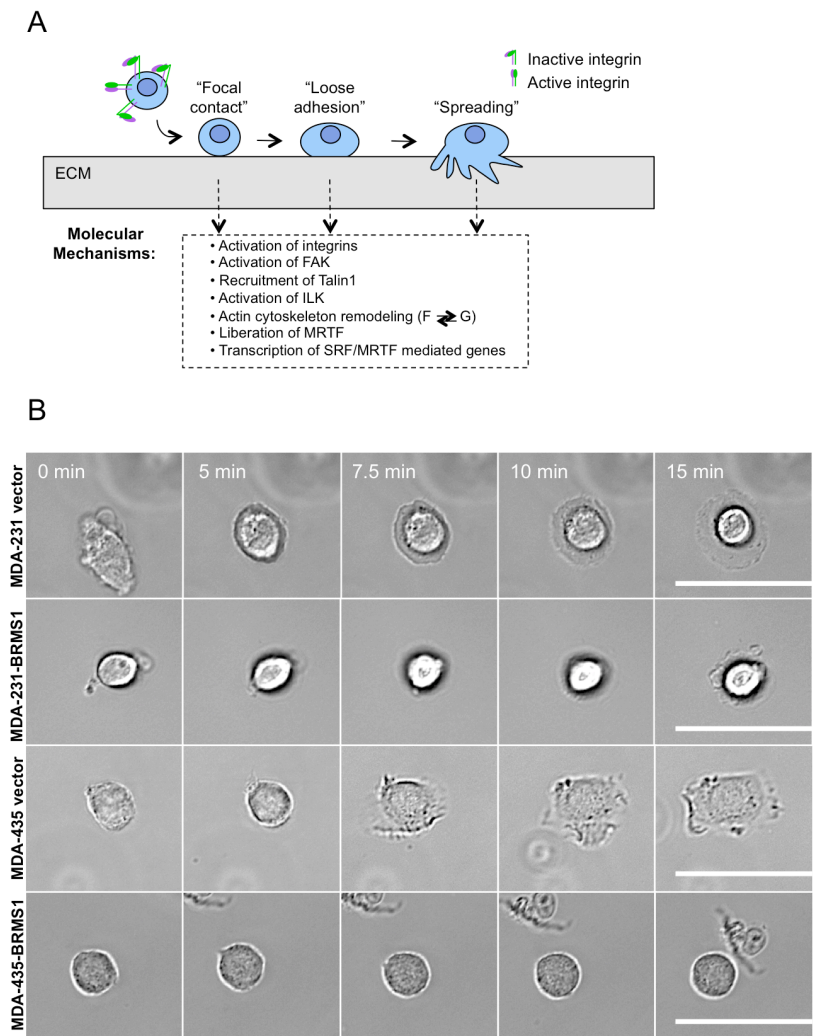 A
"Focal contact"
"Loose adhesion"
"Spreading"
Inactive integrin
Active integrin
ECM
Molecular Mechanisms:
• Activation of integrins
• Activation of FAK
• Recruitment of Talin1
• Activation of ILK
• Actin cytoskeleton remodeling (F ⇄ G)
• Liberation of MRTF
• Transcription of SRF/MRTF mediated genes
B
0 min
5 min
7.5 min
10 min
15 min
MDA-231 vector
MDA-231-BRMS1
MDA-435 vector
MDA-435-BRMS1